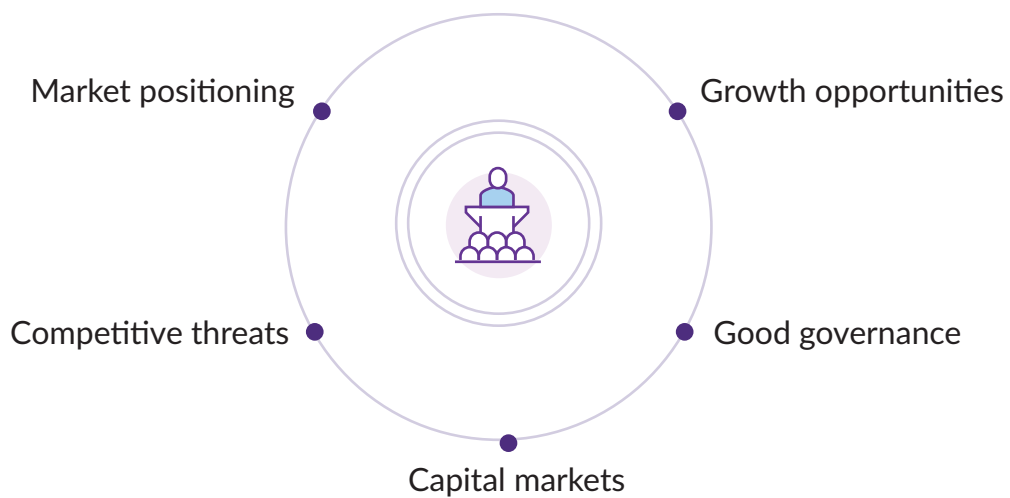 Market positioning
Growth opportunities
Competitive threats
Good governance
Capital markets